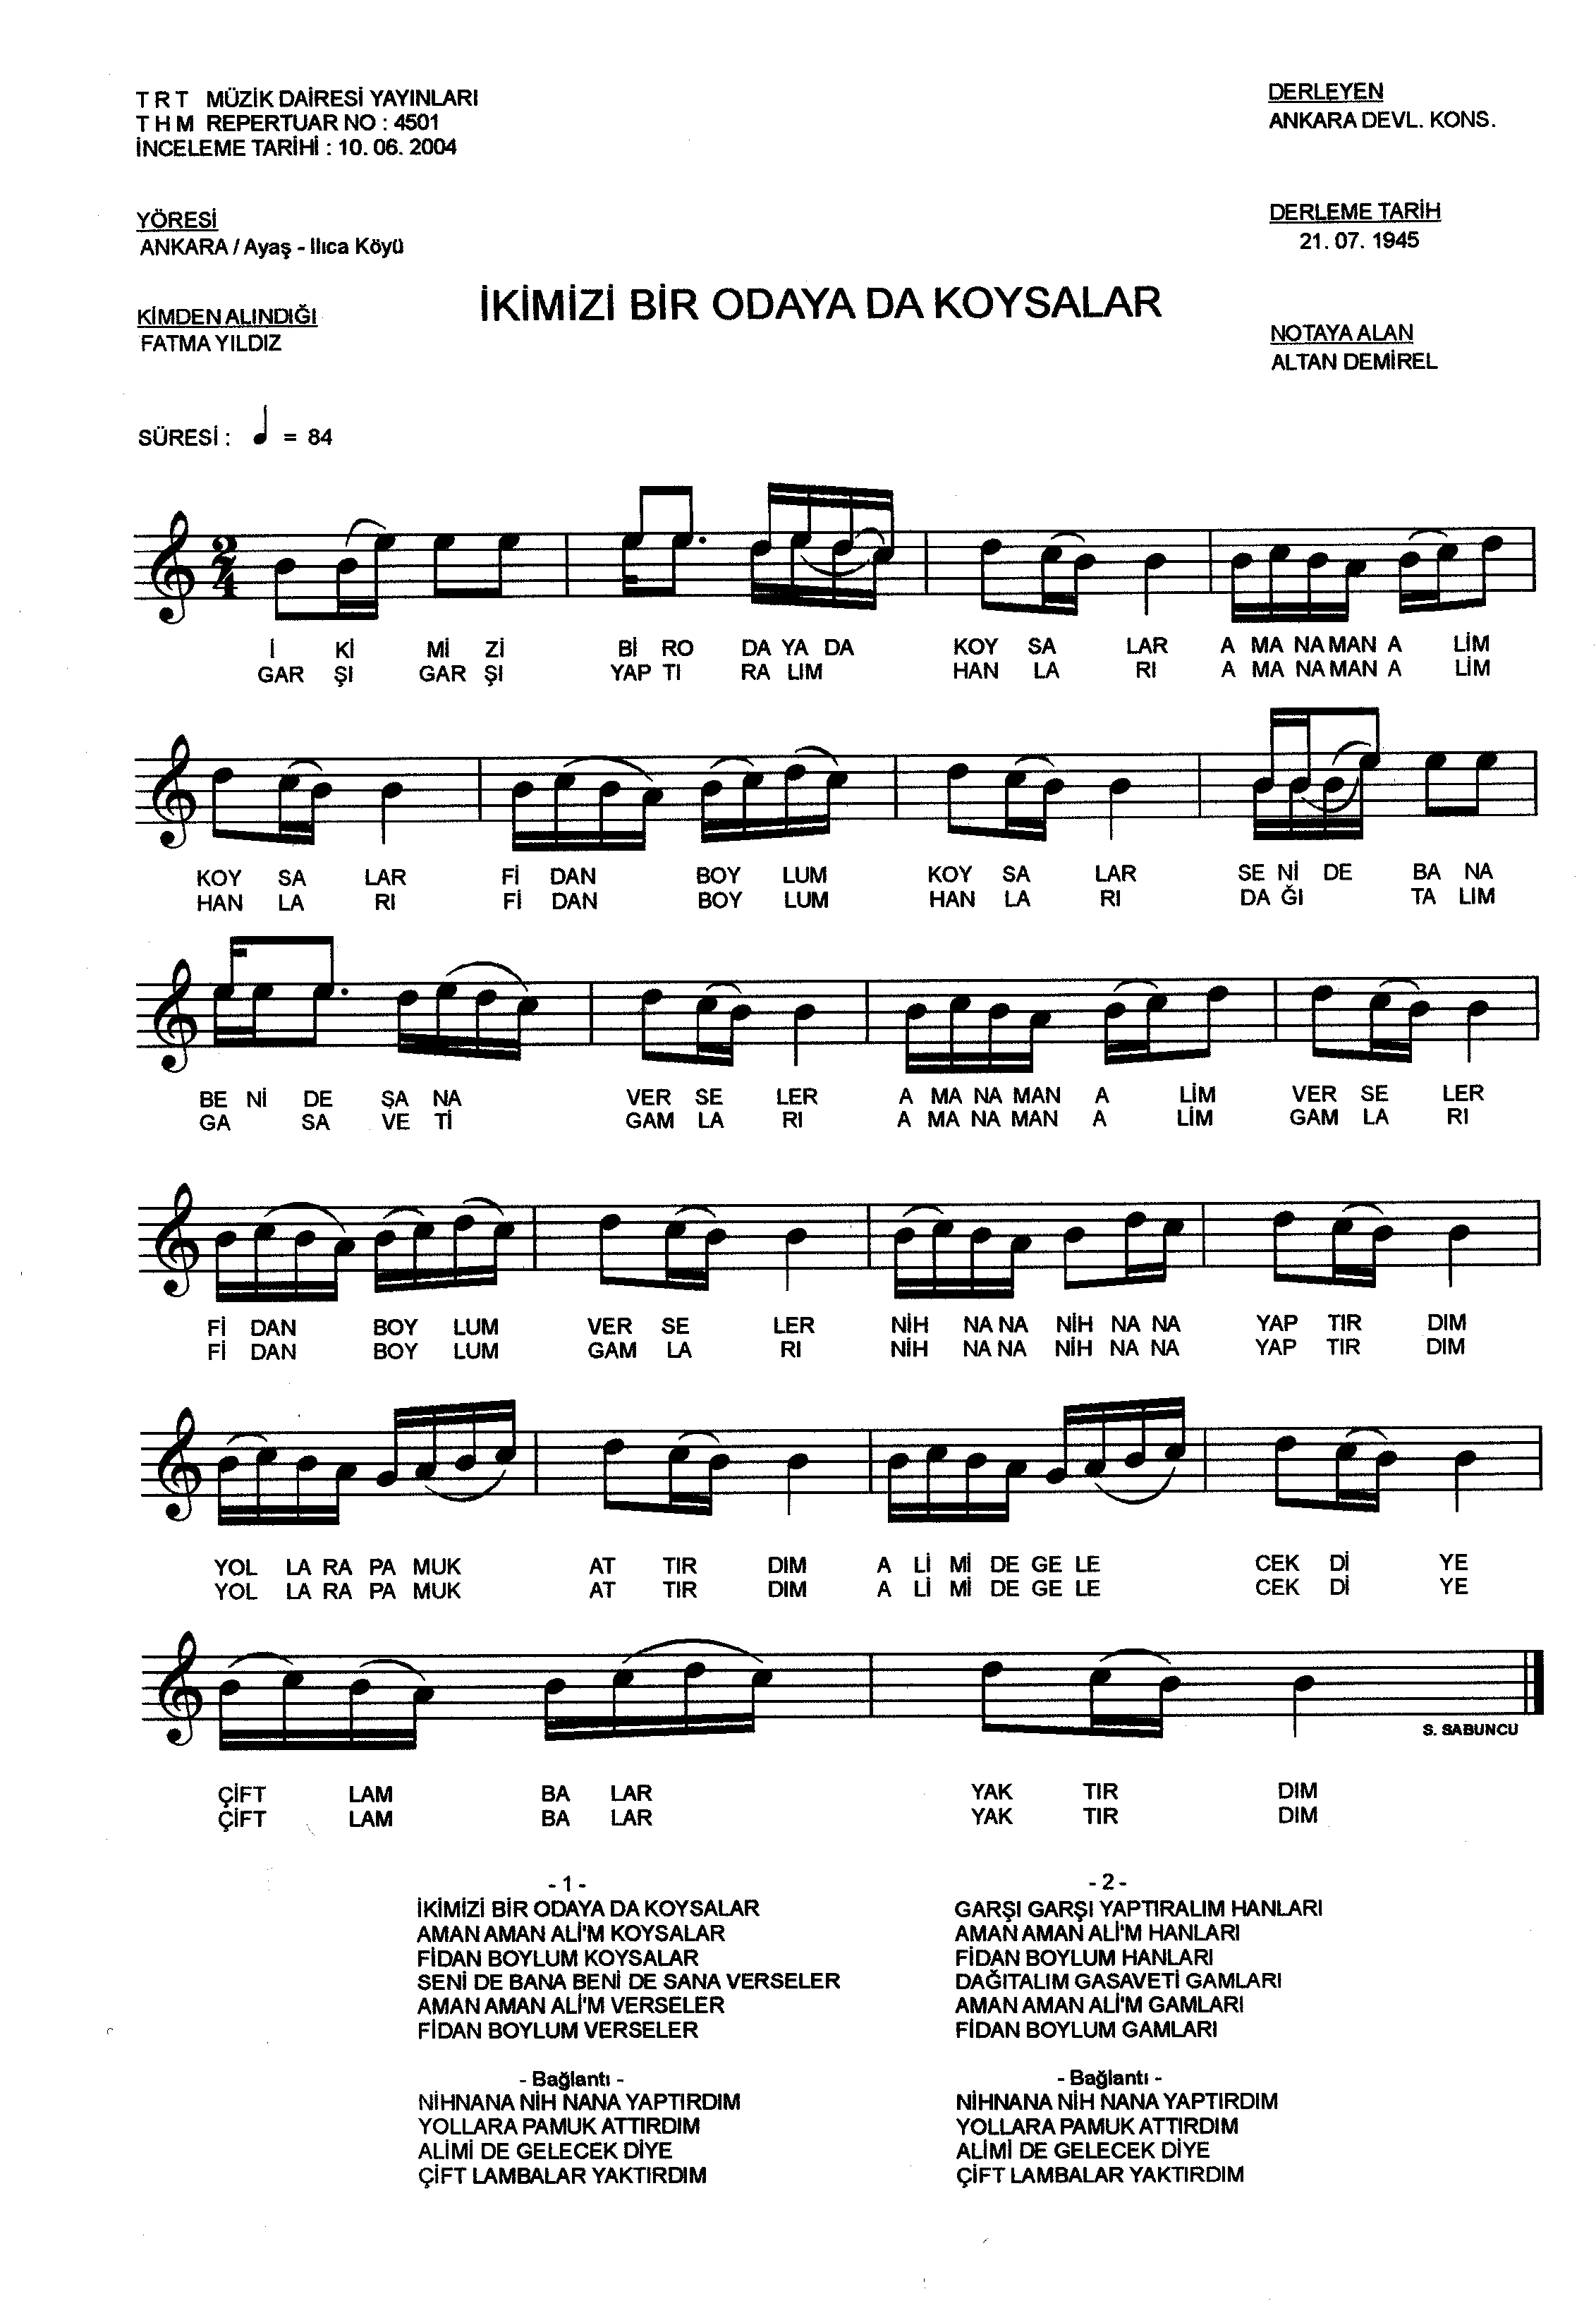 T R T MÜZİK DAİRESİ YAYINLARI
T H M REPERTUAR NO : 4501
İNCELEME TARİHİ : 10. 06. 2004
DERLEYEN
ANKARA DEVL. KONS.
YÖRESİ
ANKARA / Ayaş - Ilıca Köyü
DERLEME TARİH
21. 07. 1945
İKİMİZİ BİR ODAYA DA KOYSALAR
KİMDEN ALINDIĞI
FATMA YILDIZ
NOTAYA ALAN
ALTAN DEMİREL
SÜRESİ : = 84
2
4
İ Kİ Mİ Zİ Bİ RO DA YA DA KOY SA LAR A MA NA MAN A LİM
GAR ŞI GAR ŞI YAP TI RA LIM HAN LA RI A MA NA MAN A LİM
KOY SA LAR Fİ DAN BOY LUM KOY SA LAR SE Nİ DE BA NA
HAN LA RI Fİ DAN BOY LUM HAN LA RI DA ĞI TA LIM
BE Nİ DE SA NA VER SE LER A MA NA MAN A LİM VER SE LER
GA SA VE Tİ GAM LA RI A MA NA MAN A LİM GAM LA RI
Fİ DAN BOY LUM VER SE LER NİH NA NA NİH NA NA YAP TIR DIM
Fİ DAN BOY LUM GAM LA RI NİH NA NA NİH NA NA YAP TIR DIM
YOL LA RA PA MUK AT TIR DIM A Lİ Mİ DE GE LE CEK Dİ YE
YOL LA RA PA MUK AT TIR DIM A Lİ Mİ DE GE LE CEK Dİ YE
S. SABUNCU
ÇİFT LAM BA LAR YAK TIR DIM
ÇİFT LAM BA LAR YAK TIR DIM
- 1 -
İKİMİZİ BİR ODAYA DA KOYSALAR
AMAN AMAN ALİ'M KOYSALAR
FİDAN BOYLUM KOYSALAR
SENİ DE BANA BENİ DE SANA VERSELER
AMAN AMAN ALİ'M VERSELER
FİDAN BOYLUM VERSELER
- Bağlantı -
NİHNANA NİH NANA YAPTIRDIM
YOLLARA PAMUK ATTIRDIM
ALİMİ DE GELECEK DİYE
ÇİFT LAMBALAR YAKTIRDIM
- 2 -
GARŞI GARŞI YAPTIRALIM HANLARI
AMAN AMAN ALİ'M HANLARI
FİDAN BOYLUM HANLARI
DAĞITALIM GASAVETİ GAMLARI
AMAN AMAN ALİ'M GAMLARI
FİDAN BOYLUM GAMLARI
- Bağlantı -
NİHNANA NİH NANA YAPTIRDIM
YOLLARA PAMUK ATTIRDIM
ALİMİ DE GELECEK DİYE
ÇİFT LAMBALAR YAKTIRDIM